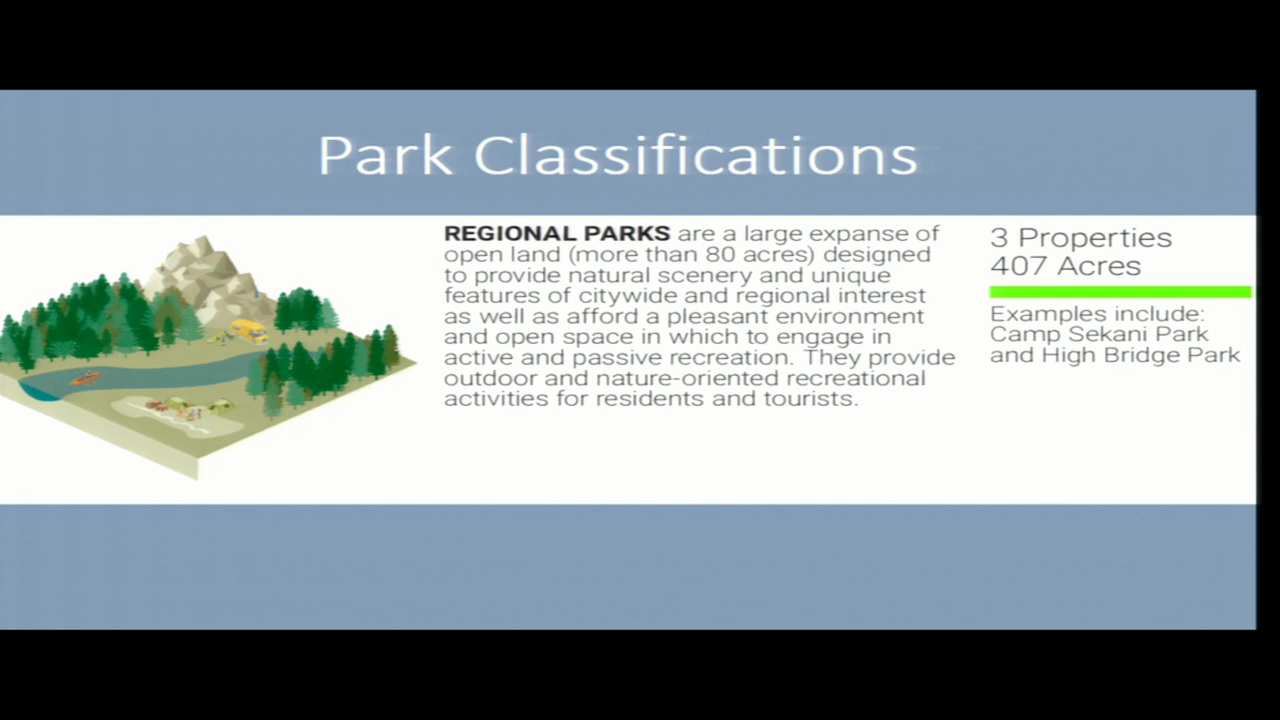 Park Classifications
REGIONAL PARKS are a large expanse of
open land (more than 80 acres) designed
to provide natural scenery and unique
features of citywide and regional interest
as well as afford a pleasant environment
and open space in which to engage in
active and passive recreation. They provide
outdoor and nature-oriented recreational
activities for residents and tourists.
3 Properties
407 Acres
Examples include:
Camp Sekani Park
and High Bridge Park